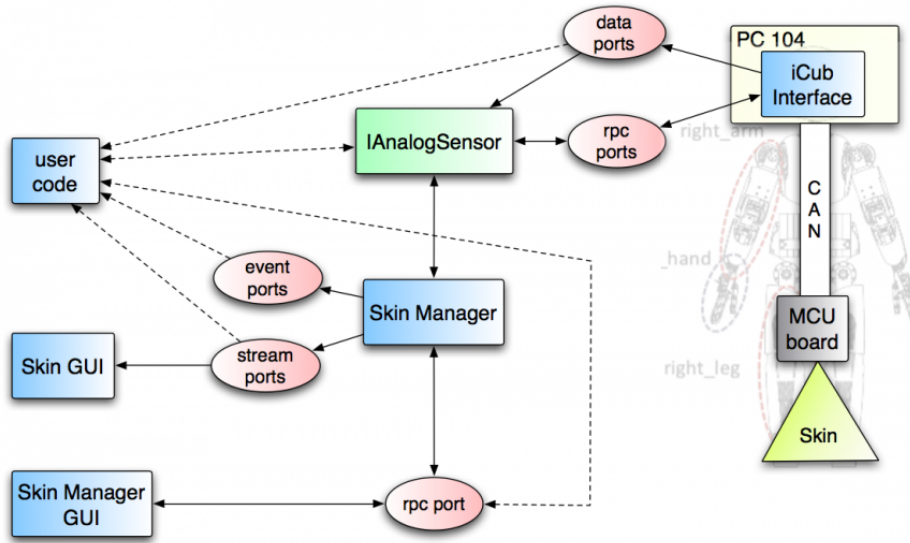 data
ports
PC 104
iCub
Interface
IAnalogSensor
rpc
ports
right_arm
user
code
CAN
event
ports
_hand
Skin Manager
MCU
board
Skin GUI
stream
ports
right_leg
Skin
Skin Manager
GUI
rpc port